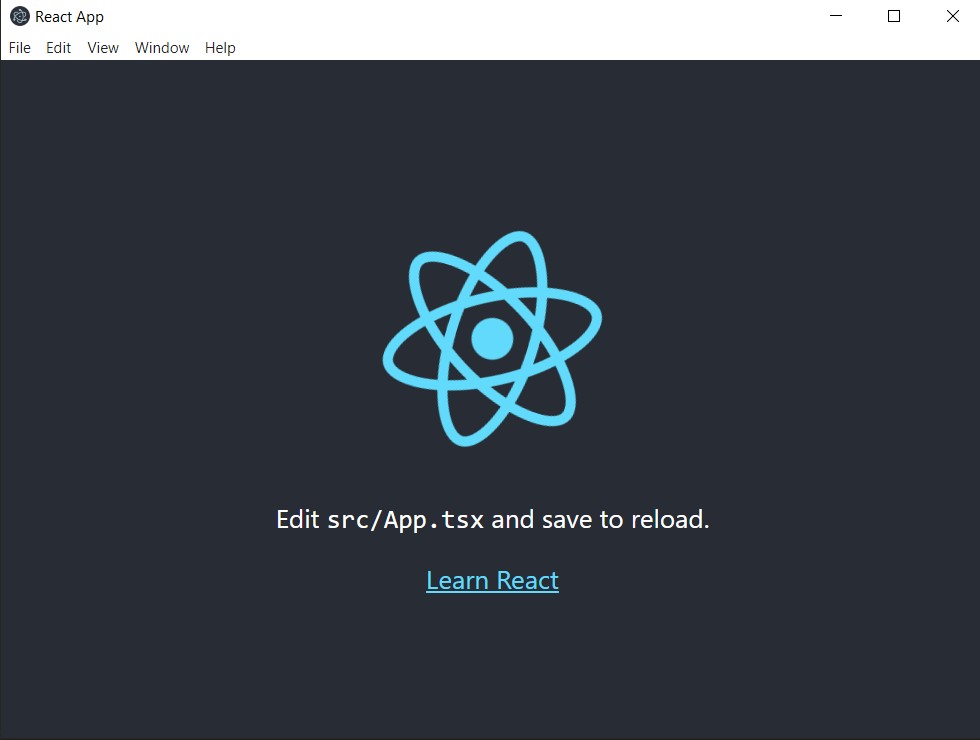 React App
File Edit View Window Help
Edit src/App.tsx and save to reload.
Learn React